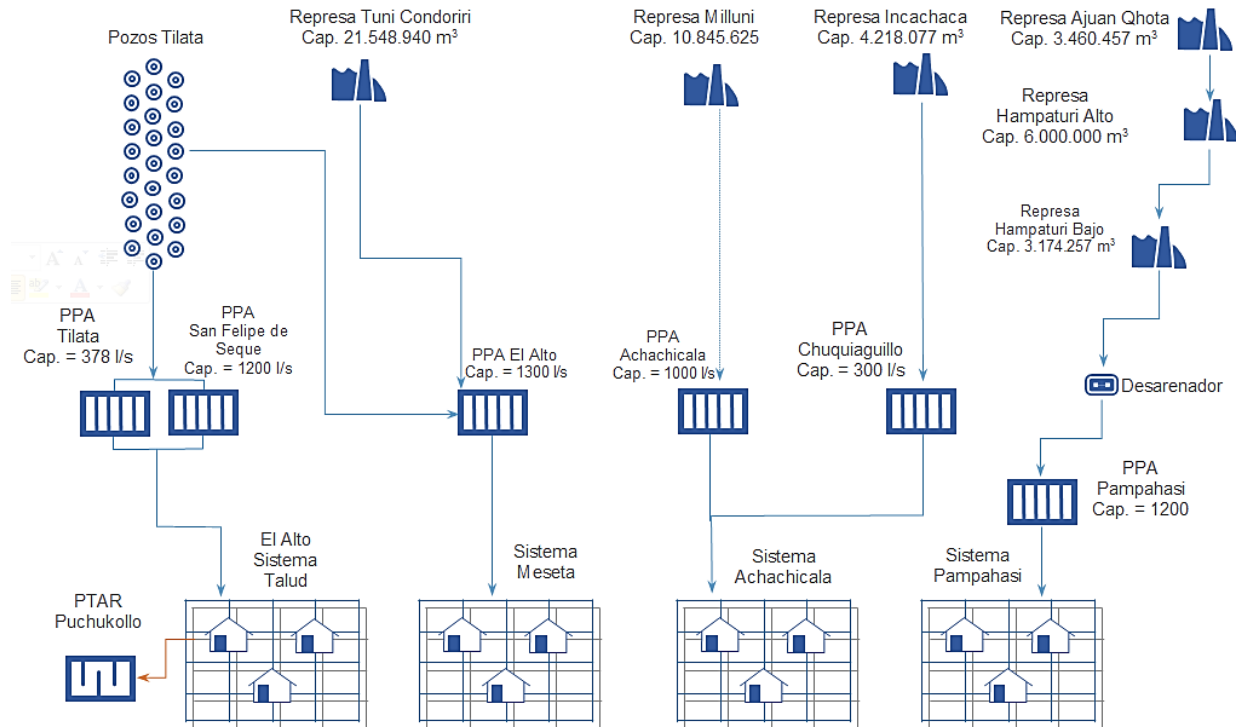 Pozos Tilata
Represa Tuni Condoriri
Cap. 21.548.940 m³
Represa Milluni
Cap. 10.845.625
Represa Incachaca
Cap. 4.218.077 m³
Represa Ajuan Qhota
Cap. 3.460.457 m³
Represa
Hampaturi Alto
Cap. 6.000.000 m³
Represa
Hampaturi Bajo
Cap. 3.174.257 m³
PPA
Tilata
Cap. = 378 l/s
PPA
San Felipe de
Seque
Cap. = 1200 l/s
PPA El Alto
Cap. = 1300 l/s
PPA
Achachicala
Cap. = 1000 l/s
PPA
Chuquiaguillo
Cap. = 300 l/s
Desarenador
PPA
Pampahasi
Cap. = 1200
El Alto
Sistema
Talud
Sistema
Meseta
Sistema
Achachicala
Sistema
Pampahasi
PTAR
Puchukollo